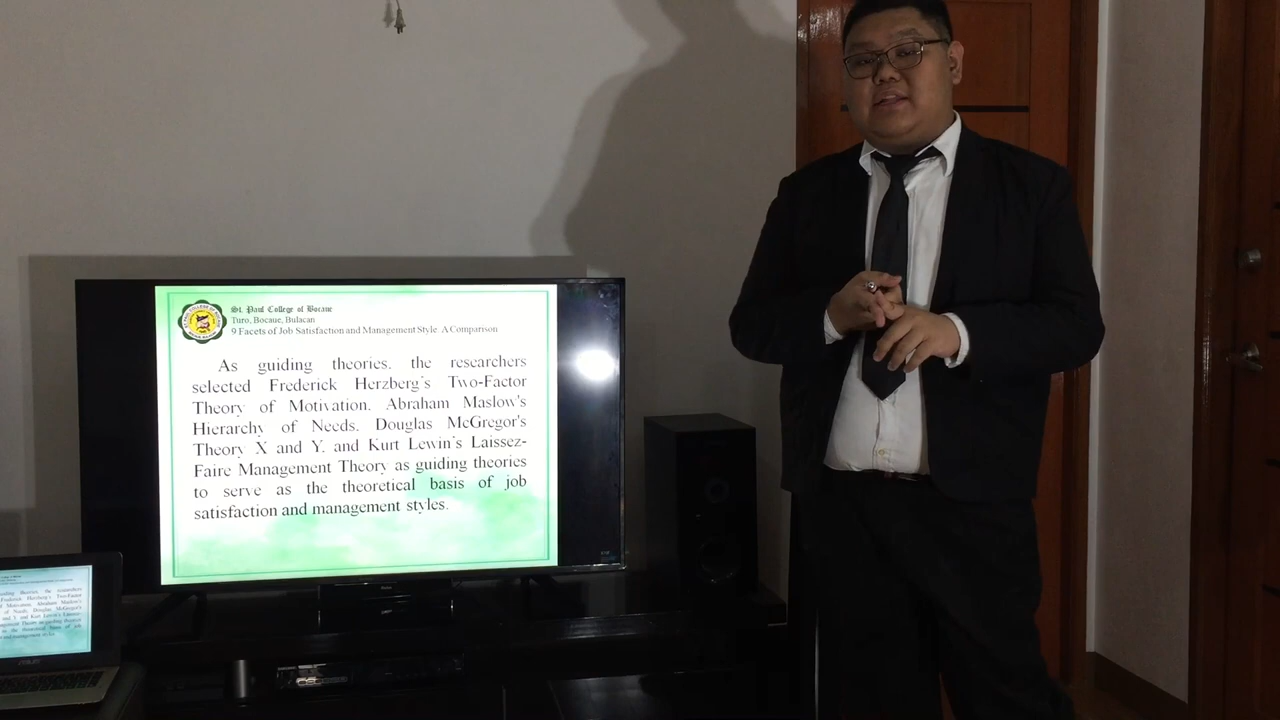 St. Paul College of Bocaue
Turo, Bocaue, Bulacan
9 Facets of Job Satisfaction and Management Style. A Comparison
As guiding theories, the researchers
selected Frederick Herzberg's Two-Factor
Theory of Motivation, Abraham Maslow's
Hierarchy of Needs, Douglas McGregor's
Theory X and Y, and Kurt Lewin's Laissez-
Faire Management Theory as guiding theories
to serve as the theoretical basis of job
satisfaction and management styles.
ASUS